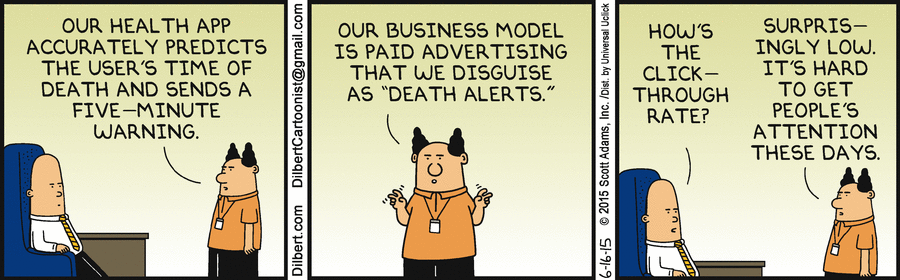 OUR HEALTH APP
ACCURATELY PREDICTS
THE USER'S TIME OF
DEATH AND SENDS A
FIVE-MINUTE
WARNING.
Dilbert.com DilbertCartoonist@gmail.com
OUR BUSINESS MODEL
IS PAID ADVERTISING
THAT WE DISGUISE
AS "DEATH ALERTS."
6-16-15 © 2015 Scott Adams, Inc. /Dist. by Universal Uclick
HOW'S
THE
CLICK-
THROUGH
RATE?
SURPRIS-
INGLY LOW.
IT'S HARD
TO GET
PEOPLE'S
ATTENTION
THESE DAYS.